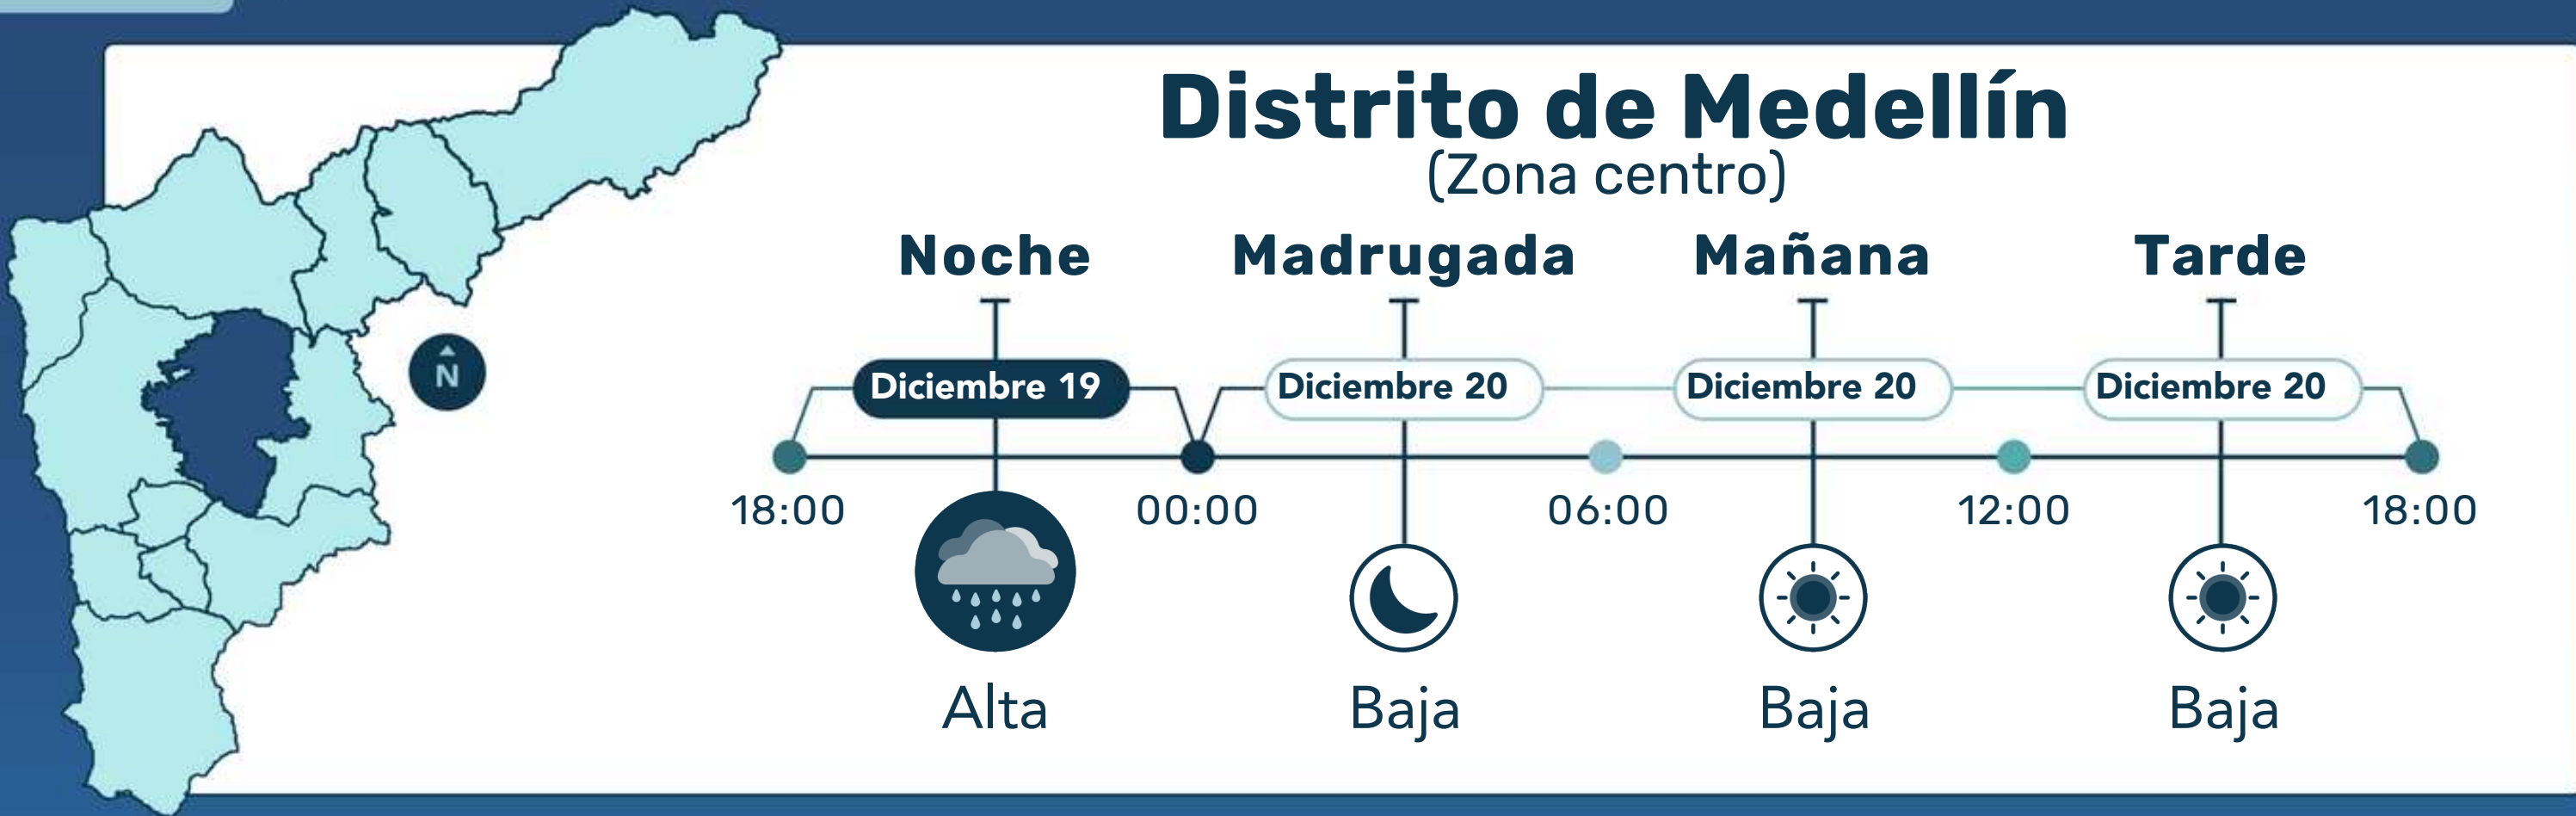 Distrito de Medellín
(Zona centro)
Noche Madrugada Mañana Tarde
Diciembre 19 Diciembre 20 Diciembre 20 Diciembre 20
N
18:00 00:00 06:00 12:00 18:00
Alta Baja Baja Baja